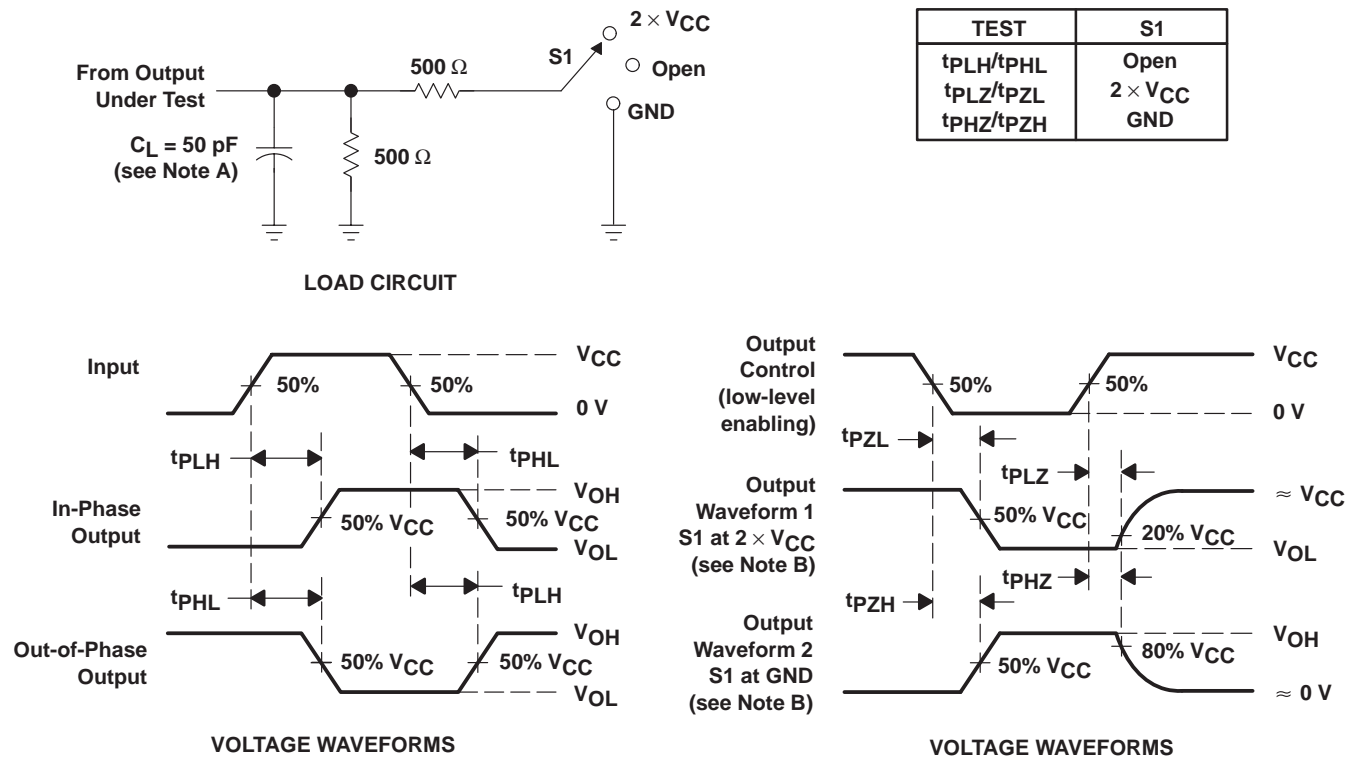 2 × VCC
S1
Open
GND
500 Ω
From Output
Under Test
CL = 50 pF
(see Note A)
500 Ω
LOAD CIRCUIT
TEST S1
tPLH/tPHL Open
tPLZ/tPZL 2 × VCC
tPHZ/tPZH GND
Input
50%
50%
VCC
0 V
tPLH
tPHL
In-Phase
Output
50% VCC
50% VCC
VOH
VOL
tPHL
tPLH
Out-of-Phase
Output
50% VCC
50% VCC
VOH
VOL
VOLTAGE WAVEFORMS
Output
Control
(low-level
enabling)
50%
50%
VCC
0 V
tPZL
tPLZ
Output
Waveform 1
S1 at 2 × VCC
(see Note B)
50% VCC
20% VCC
≈ VCC
VOL
tPZH
tPHZ
Output
Waveform 2
S1 at GND
(see Note B)
50% VCC
80% VCC
VOH
≈ 0 V
VOLTAGE WAVEFORMS